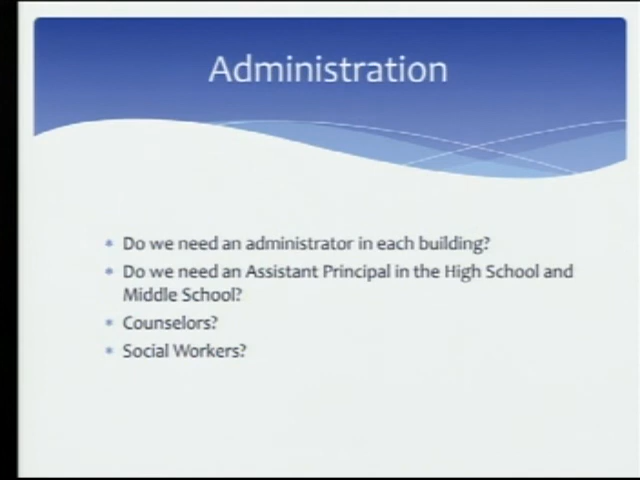 Administration
Do we need an administrator in each building?
Do we need an Assistant Principal in the High School and
Middle School?
Counselors?
Social Workers?